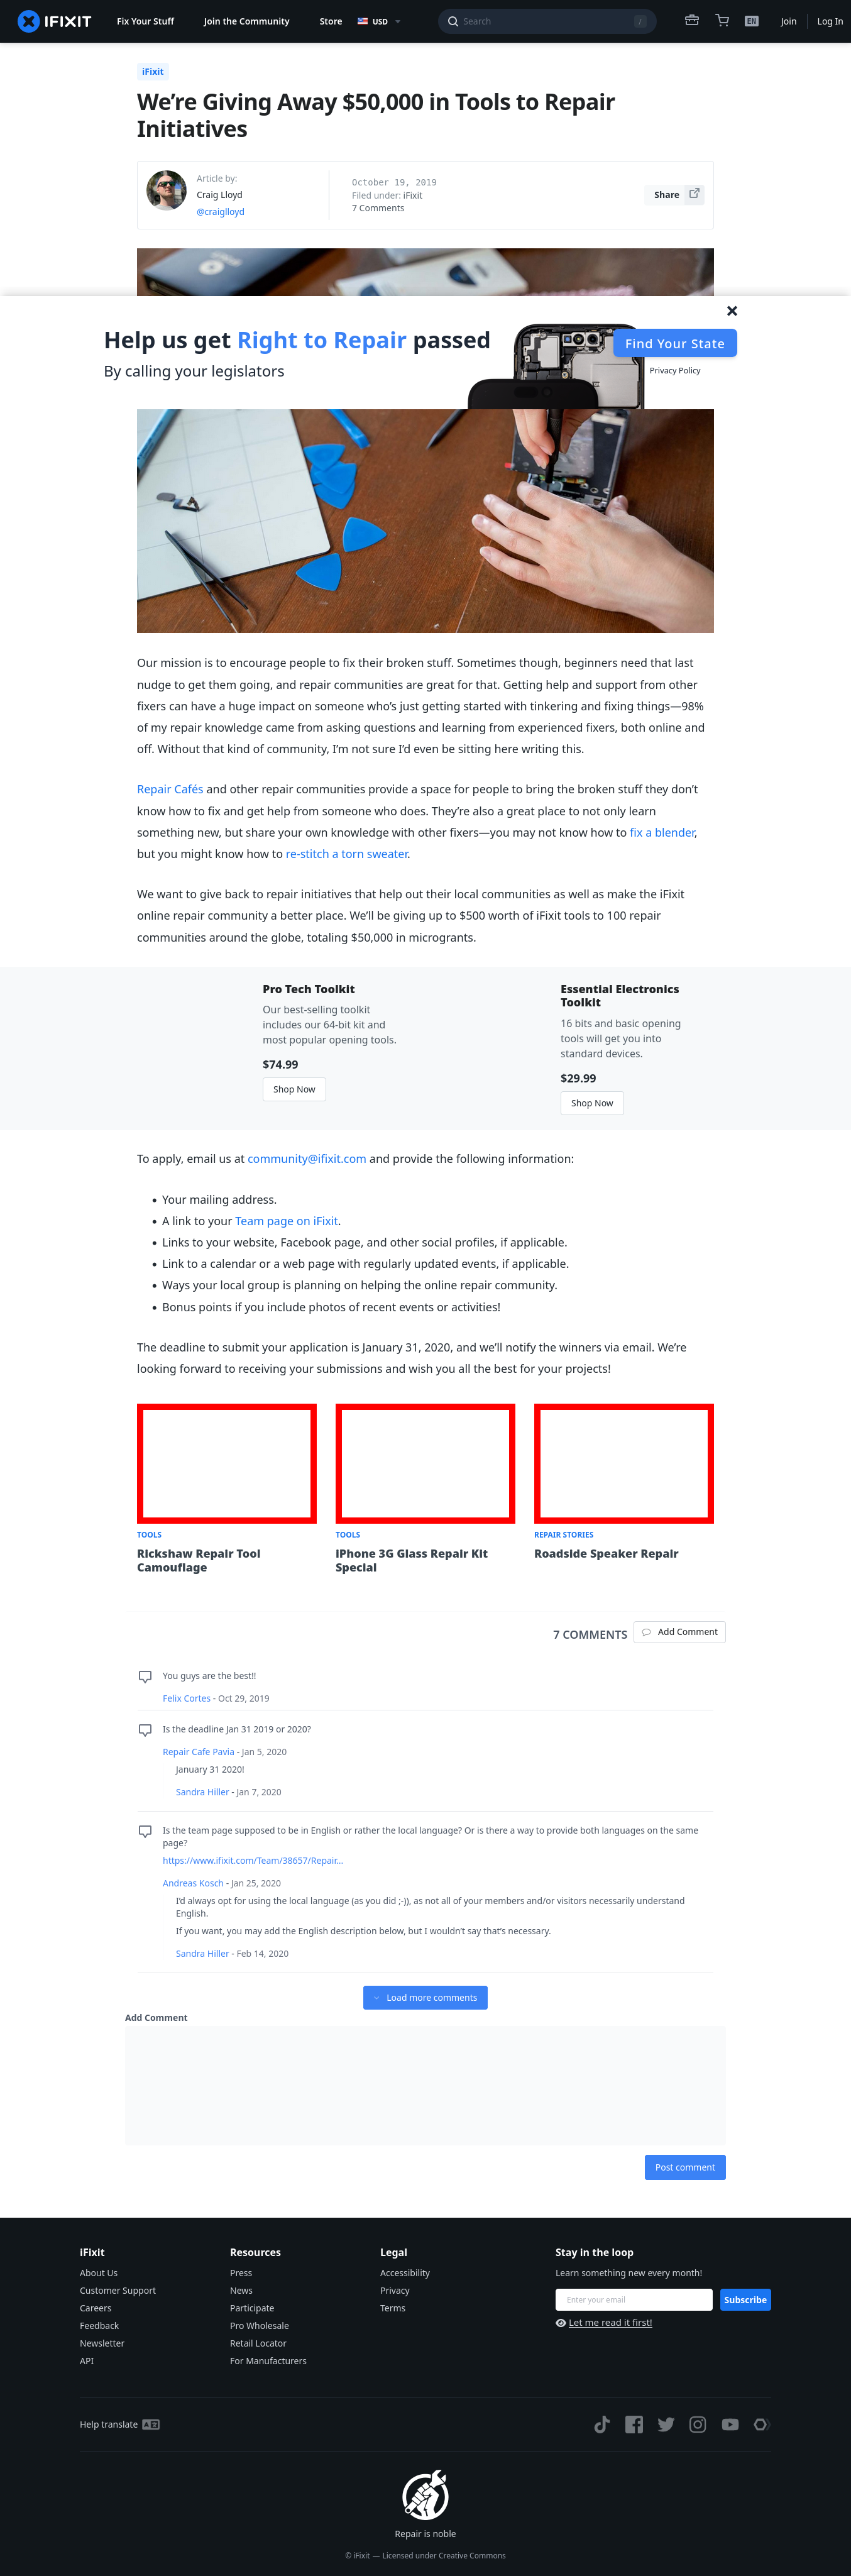 IFIXIT
Fix Your Stuff
Join the Community
Store
USD
Search
/
EN
Join
Log In
iFixit
We’re Giving Away $50,000 in Tools to Repair
Initiatives
Article by:
Craig Lloyd
@craiglloyd
October 19, 2019
Filed under: iFixit
7 Comments
Share
Help us get Right to Repair passed
By calling your legislators
Find Your State
Privacy Policy
Our mission is to encourage people to fix their broken stuff. Sometimes though, beginners need that last
nudge to get them going, and repair communities are great for that. Getting help and support from other
fixers can have a huge impact on someone who’s just getting started with tinkering and fixing things—98%
of my repair knowledge came from asking questions and learning from experienced fixers, both online and
off. Without that kind of community, I’m not sure I’d even be sitting here writing this.
Repair Cafés and other repair communities provide a space for people to bring the broken stuff they don’t
know how to fix and get help from someone who does. They’re also a great place to not only learn
something new, but share your own knowledge with other fixers—you may not know how to fix a blender,
but you might know how to re-stitch a torn sweater.
We want to give back to repair initiatives that help out their local communities as well as make the iFixit
online repair community a better place. We’ll be giving up to $500 worth of iFixit tools to 100 repair
communities around the globe, totaling $50,000 in microgrants.
Pro Tech Toolkit
Our best-selling toolkit
includes our 64-bit kit and
most popular opening tools.
$74.99
Shop Now
Essential Electronics
Toolkit
16 bits and basic opening
tools will get you into
standard devices.
$29.99
Shop Now
To apply, email us at community@ifixit.com and provide the following information:
• Your mailing address.
• A link to your Team page on iFixit.
• Links to your website, Facebook page, and other social profiles, if applicable.
• Link to a calendar or a web page with regularly updated events, if applicable.
• Ways your local group is planning on helping the online repair community.
• Bonus points if you include photos of recent events or activities!
The deadline to submit your application is January 31, 2020, and we’ll notify the winners via email. We’re
looking forward to receiving your submissions and wish you all the best for your projects!
TOOLS
Rickshaw Repair Tool
Camouflage
TOOLS
iPhone 3G Glass Repair Kit
Special
REPAIR STORIES
Roadside Speaker Repair
7 COMMENTS
Add Comment
You guys are the best!!
Felix Cortes - Oct 29, 2019
Is the deadline Jan 31 2019 or 2020?
Repair Cafe Pavia - Jan 5, 2020
January 31 2020!
Sandra Hiller - Jan 7, 2020
Is the team page supposed to be in English or rather the local language? Or is there a way to provide both languages on the same
page?
https://www.ifixit.com/Team/38657/Repair...
Andreas Kosch - Jan 25, 2020
I’d always opt for using the local language (as you did ;-)), as not all of your members and/or visitors necessarily understand
English.
If you want, you may add the English description below, but I wouldn’t say that’s necessary.
Sandra Hiller - Feb 14, 2020
Load more comments
Add Comment
Post comment
iFixit
About Us
Customer Support
Careers
Feedback
Newsletter
API
Resources
Press
News
Participate
Pro Wholesale
Retail Locator
For Manufacturers
Legal
Accessibility
Privacy
Terms
Stay in the loop
Learn something new every month!
Enter your email
Subscribe
Let me read it first!
Help translate
Repair is noble
© iFixit — Licensed under Creative Commons